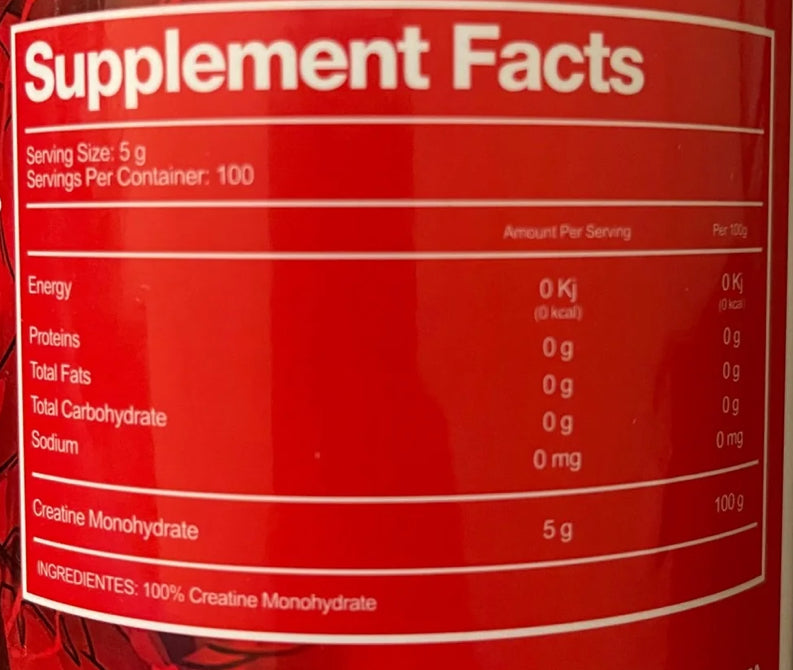 Supplement Facts
Serving Size: 5 g
Servings Per Container: 100
Amount Per Serving Per 100g
Energy 0 Kj 0 Kj
(0 kcal) (0 kcal)
Proteins 0 g 0 g
Total Fats 0 g 0 g
Total Carbohydrate 0 g 0 g
Sodium 0 mg 0 mg
Creatine Monohydrate 5 g 100 g
INGREDIENTES: 100% Creatine Monohydrate